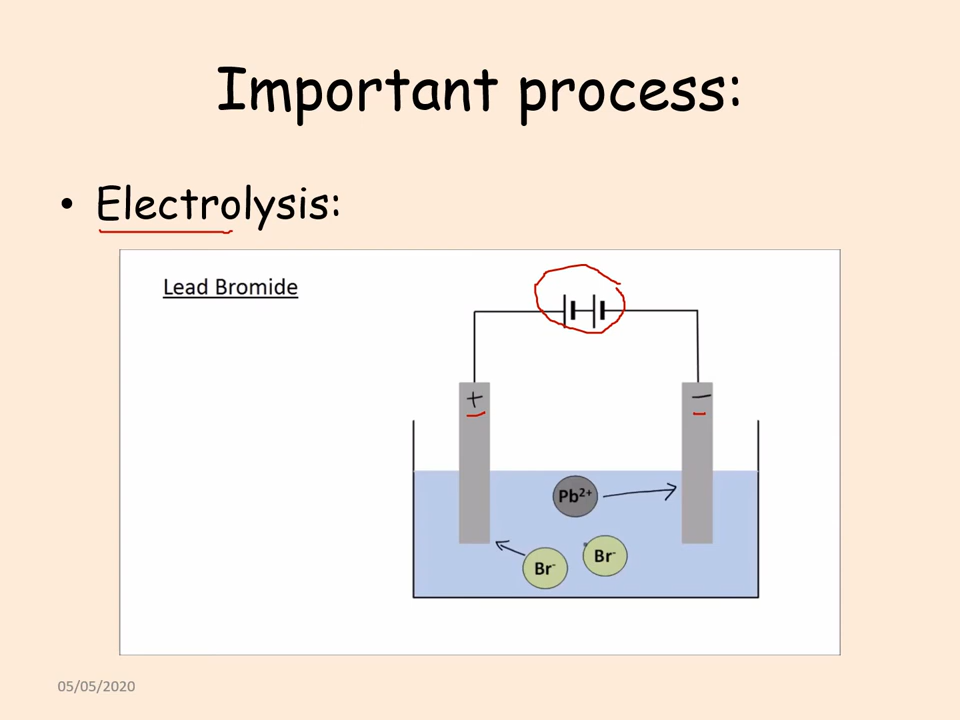 Important process:
• Electrolysis:
Lead Bromide
+ −
Pb²⁺
Br⁻ Br⁻
05/05/2020